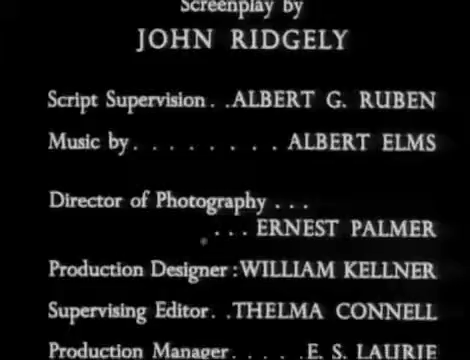 Screenplay by
JOHN RIDGELY
Script Supervision. .ALBERT G. RUBEN
Music by. . . . . . . . ALBERT ELMS
Director of Photography . . .
. . . ERNEST PALMER
Production Designer :WILLIAM KELLNER
Supervising Editor. .THELMA CONNELL
Production Manager. . . . .E. S. LAURIE